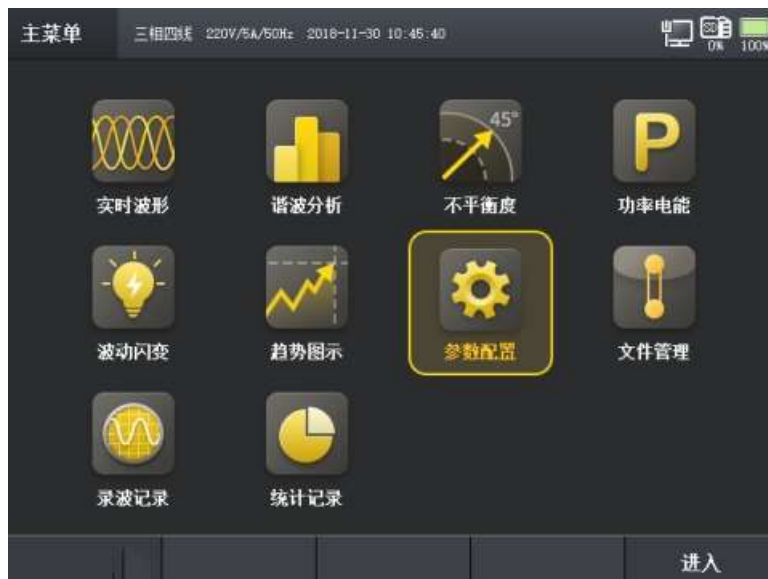 主菜单 三相四线 220V/5A/50Hz 2018-11-30 10:45:40
0% 100%
45°
P
实时波形 谐波分析 不平衡度 功率电能
波动闪变 趋势图示 参数配置 文件管理
录波记录 统计记录
进入